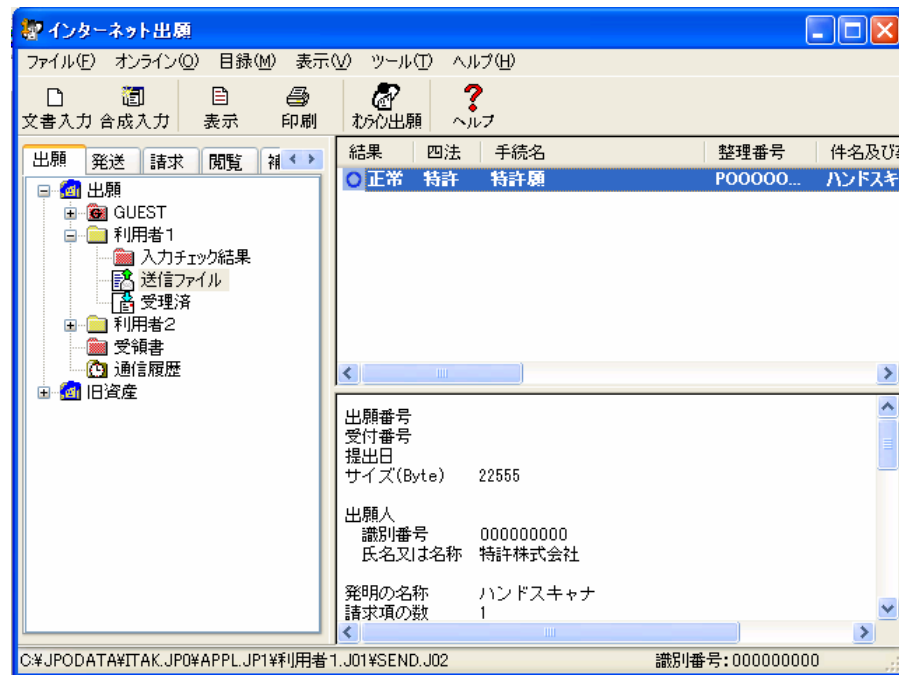 インターネット出願
ファイル(F) オンライン(O) 目録(M) 表示(V) ツール(T) ヘルプ(H)
文書入力 合成入力 表示 印刷 オンライン出願 ヘルプ
出願 発送 請求 閲覧
出願
GUEST
利用者1
入力チェック結果
送信ファイル
受理済
利用者2
受領書
通信履歴
旧資産
結果 四法 手続名 整理番号 件名及び
正常 特許 特許願 P00000... ハンドスキ
出願番号
受付番号
提出日
サイズ(Byte) 22555
出願人
識別番号 000000000
氏名又は名称 特許株式会社
発明の名称 ハンドスキャナ
請求項の数 1
C:¥JPODATA¥ITAK.JP0¥APPL.JP1¥利用者1.J01¥SEND.J02 識別番号:000000000